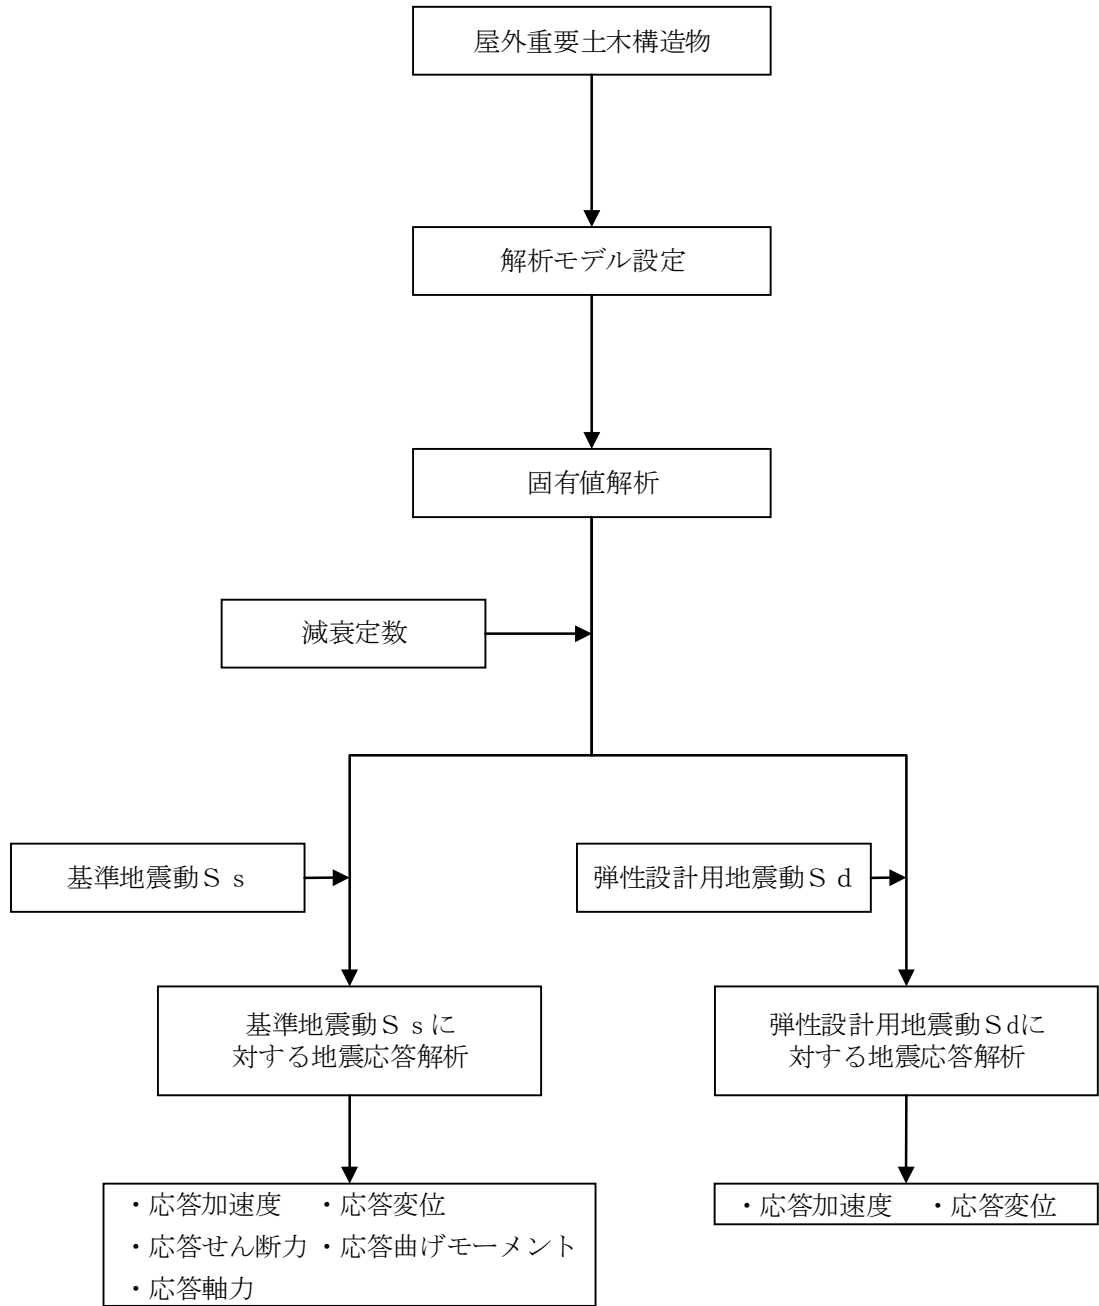 屋外重要土木構造物
解析モデル設定
固有値解析
減衰定数
基準地震動Ｓｓ
弾性設計用地震動Ｓｄ
基準地震動Ｓｓに
対する地震応答解析
弾性設計用地震動Ｓdに
対する地震応答解析
・応答加速度　・応答変位
・応答せん断力・応答曲げモーメント
・応答軸力
・応答加速度　・応答変位